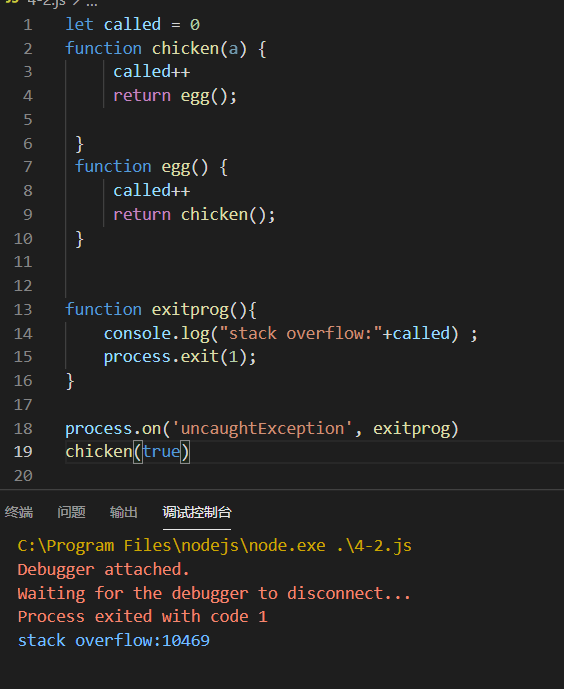 4-2.js > ...
1 let called = 0
2 function chicken(a) {
3 called++
4 return egg();
5
6 }
7 function egg() {
8 called++
9 return chicken();
10 }
11
12
13 function exitprog(){
14 console.log("stack overflow:"+called) ;
15 process.exit(1);
16 }
17
18 process.on('uncaughtException', exitprog)
19 chicken(true)
20
终端 问题 输出 调试控制台
C:\Program Files\nodejs\node.exe .\4-2.js
Debugger attached.
Waiting for the debugger to disconnect...
Process exited with code 1
stack overflow:10469